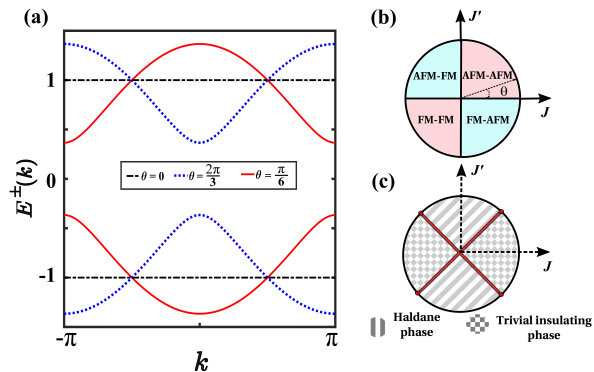 (a)
E±(k)
1
0
-1
θ = 0
θ = 2π/3
θ = π/6
-π
k
π
(b)
J′
AFM-FM
AFM-AFM
θ
J
FM-FM
FM-AFM
(c)
J′
J
Haldane
phase
Trivial insulating
phase